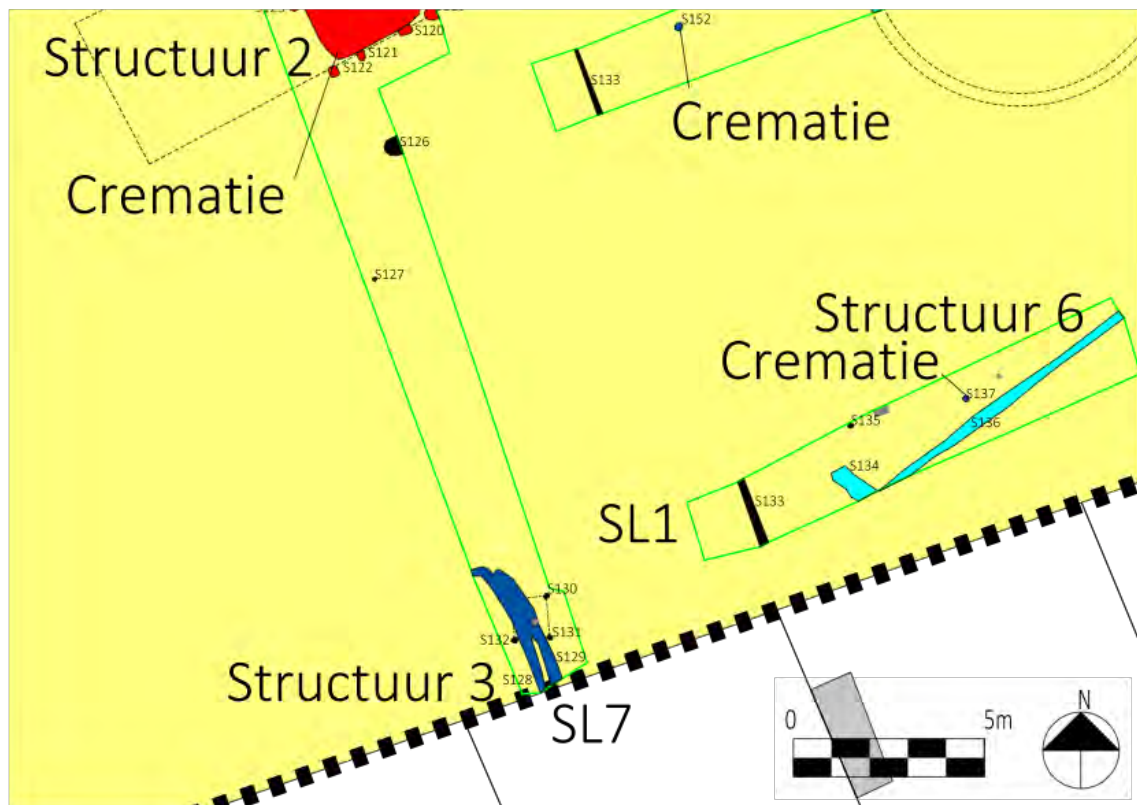 S152
S120
S121
Structuur 2
S122
S133
Crematie
S126
Crematie
S127
Structuur 6
Crematie
S137
S135
S136
S134
SL1
S133
S130
S132
S131
S129
Structuur 3
S128
SL7
0
5m
N